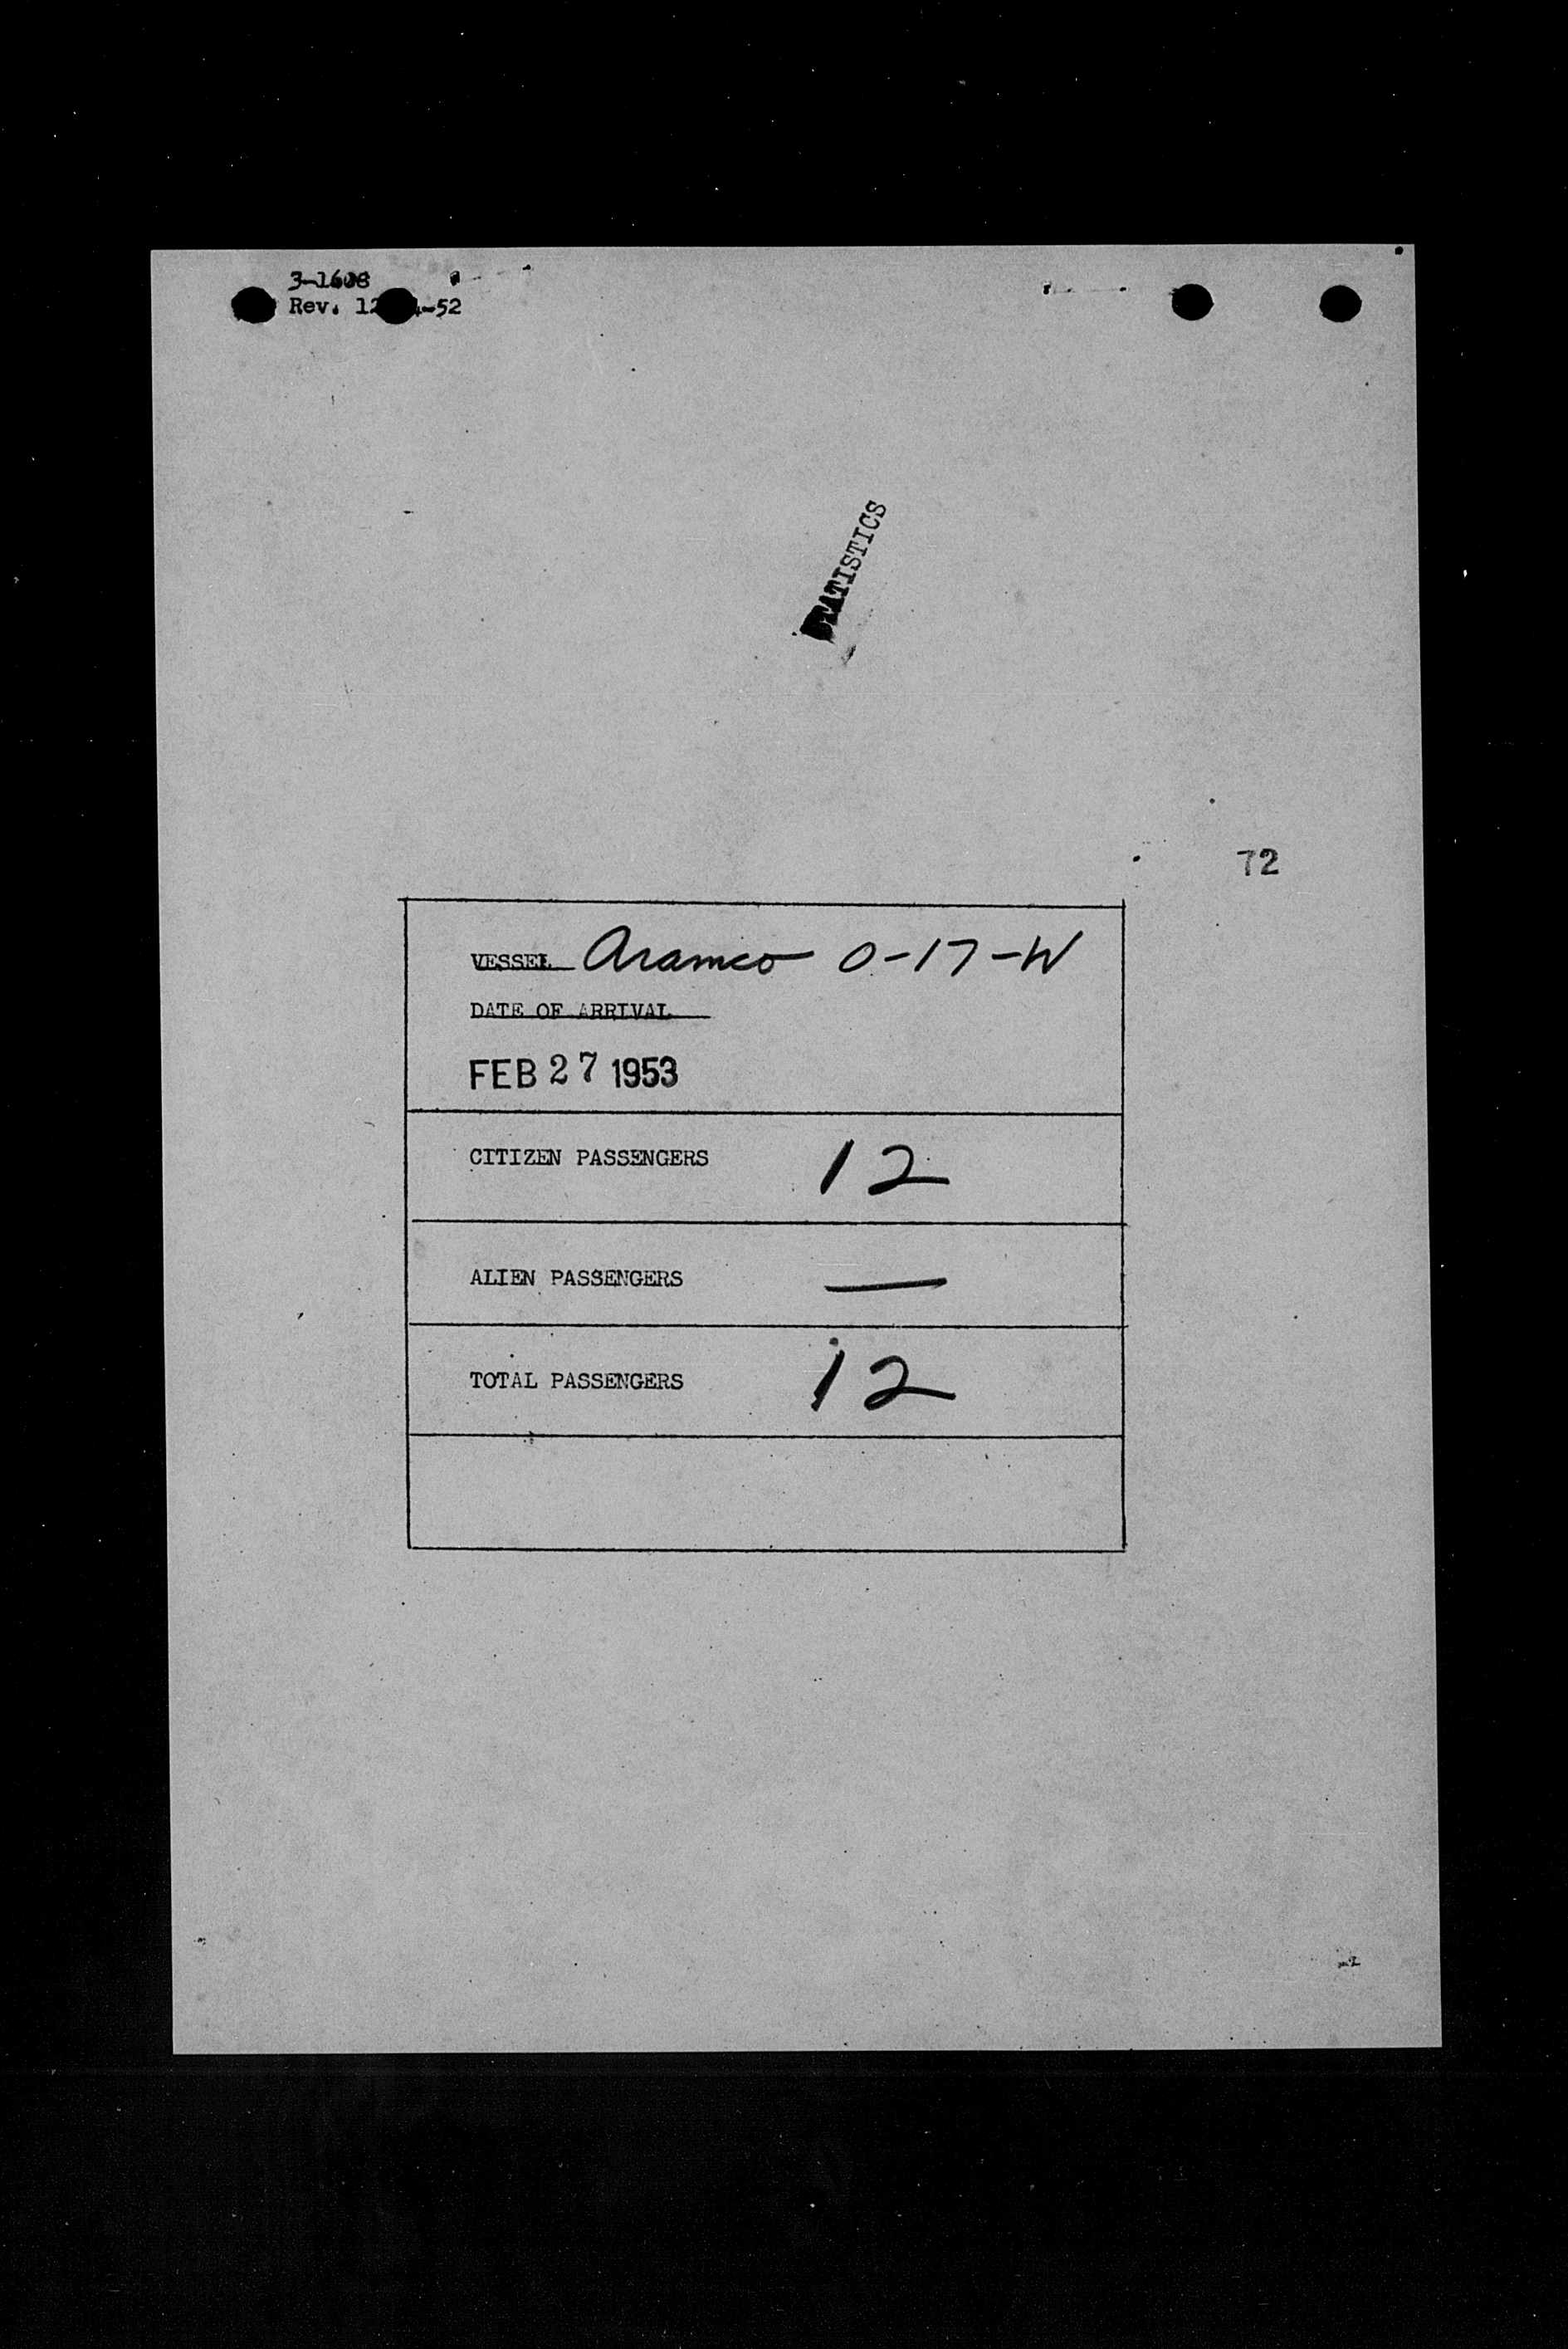 3-1608
Rev. 12 -52
STATISTICS
72
VESSEL Aramco 0-17-W
DATE OF ARRIVAL
FEB 27 1953
CITIZEN PASSENGERS 12
ALIEN PASSENGERS —
TOTAL PASSENGERS 12